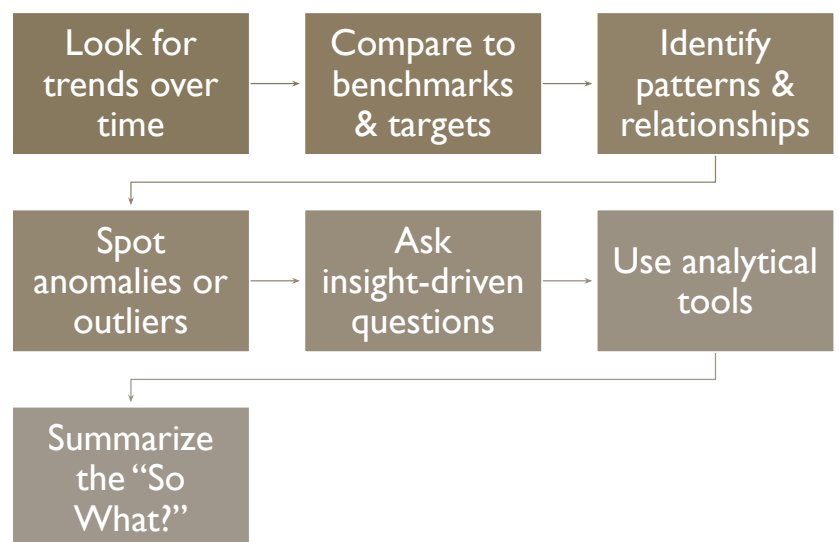 Look for
trends over
time
Compare to
benchmarks
& targets
Identify
patterns &
relationships
Spot
anomalies or
outliers
Ask
insight-driven
questions
Use analytical
tools
Summarize
the “So
What?”